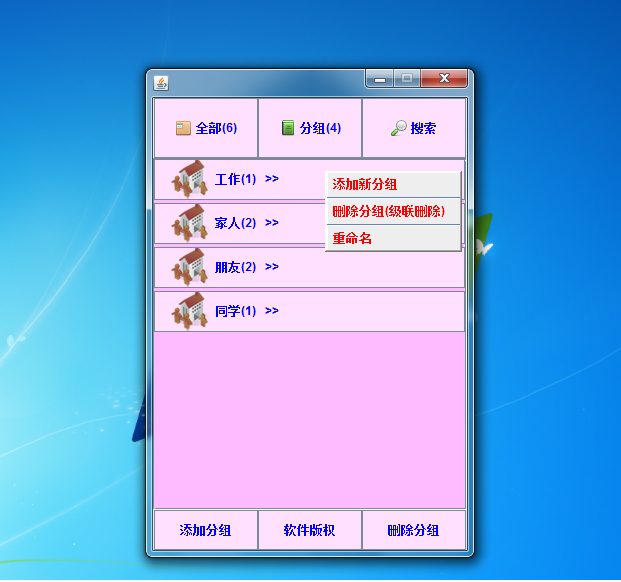 全部(6) 分组(4) 搜索
工作(1) >>
添加新分组
删除分组(级联删除)
家人(2) >>
重命名
朋友(2) >>
同学(1) >>
添加分组 软件版权 删除分组